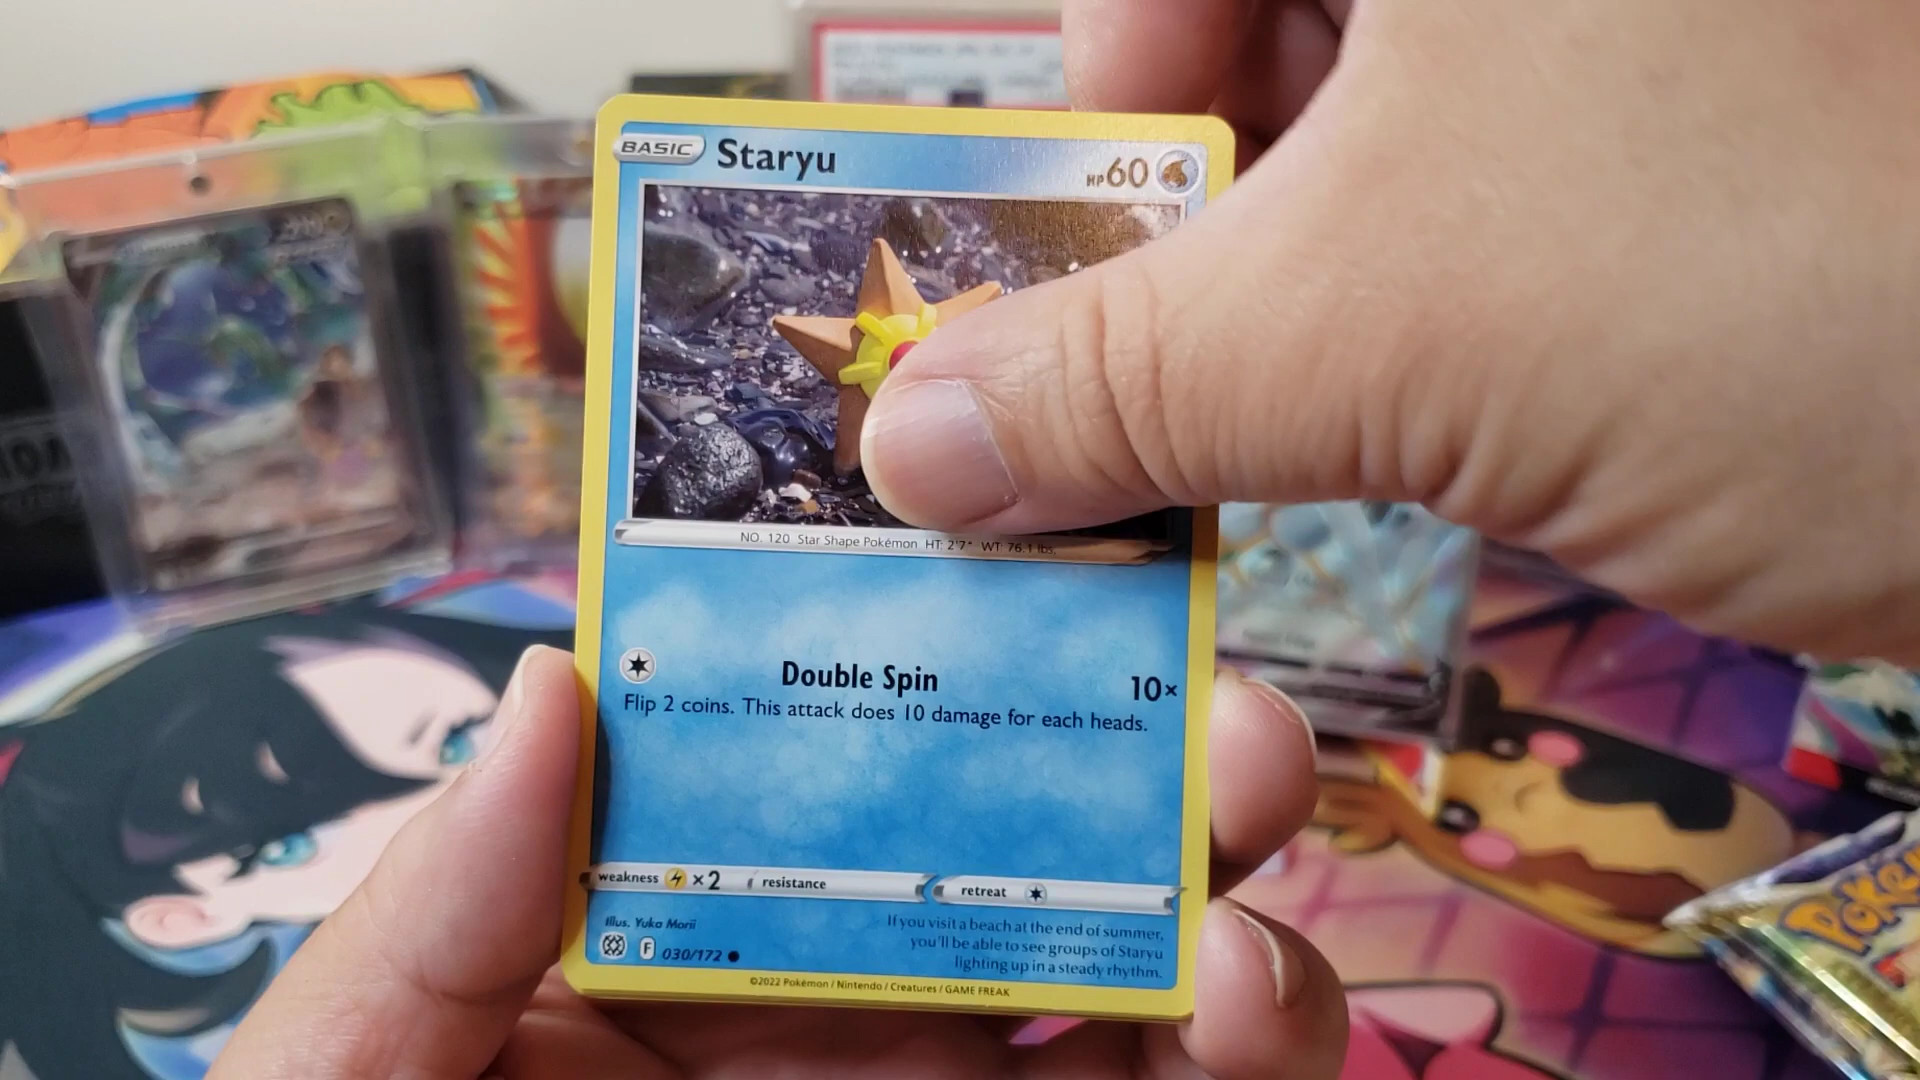 BASIC Staryu HP60
NO. 120 Star Shape Pokémon HT: 2'7" WT: 76.1 lbs.
Double Spin 10×
Flip 2 coins. This attack does 10 damage for each heads.
weakness ×2 resistance retreat
Illus. Yuka Morii
If you visit a beach at the end of summer,
you'll be able to see groups of Staryu
lighting up in a steady rhythm.
F 030/172
©2022 Pokémon / Nintendo / Creatures / GAME FREAK